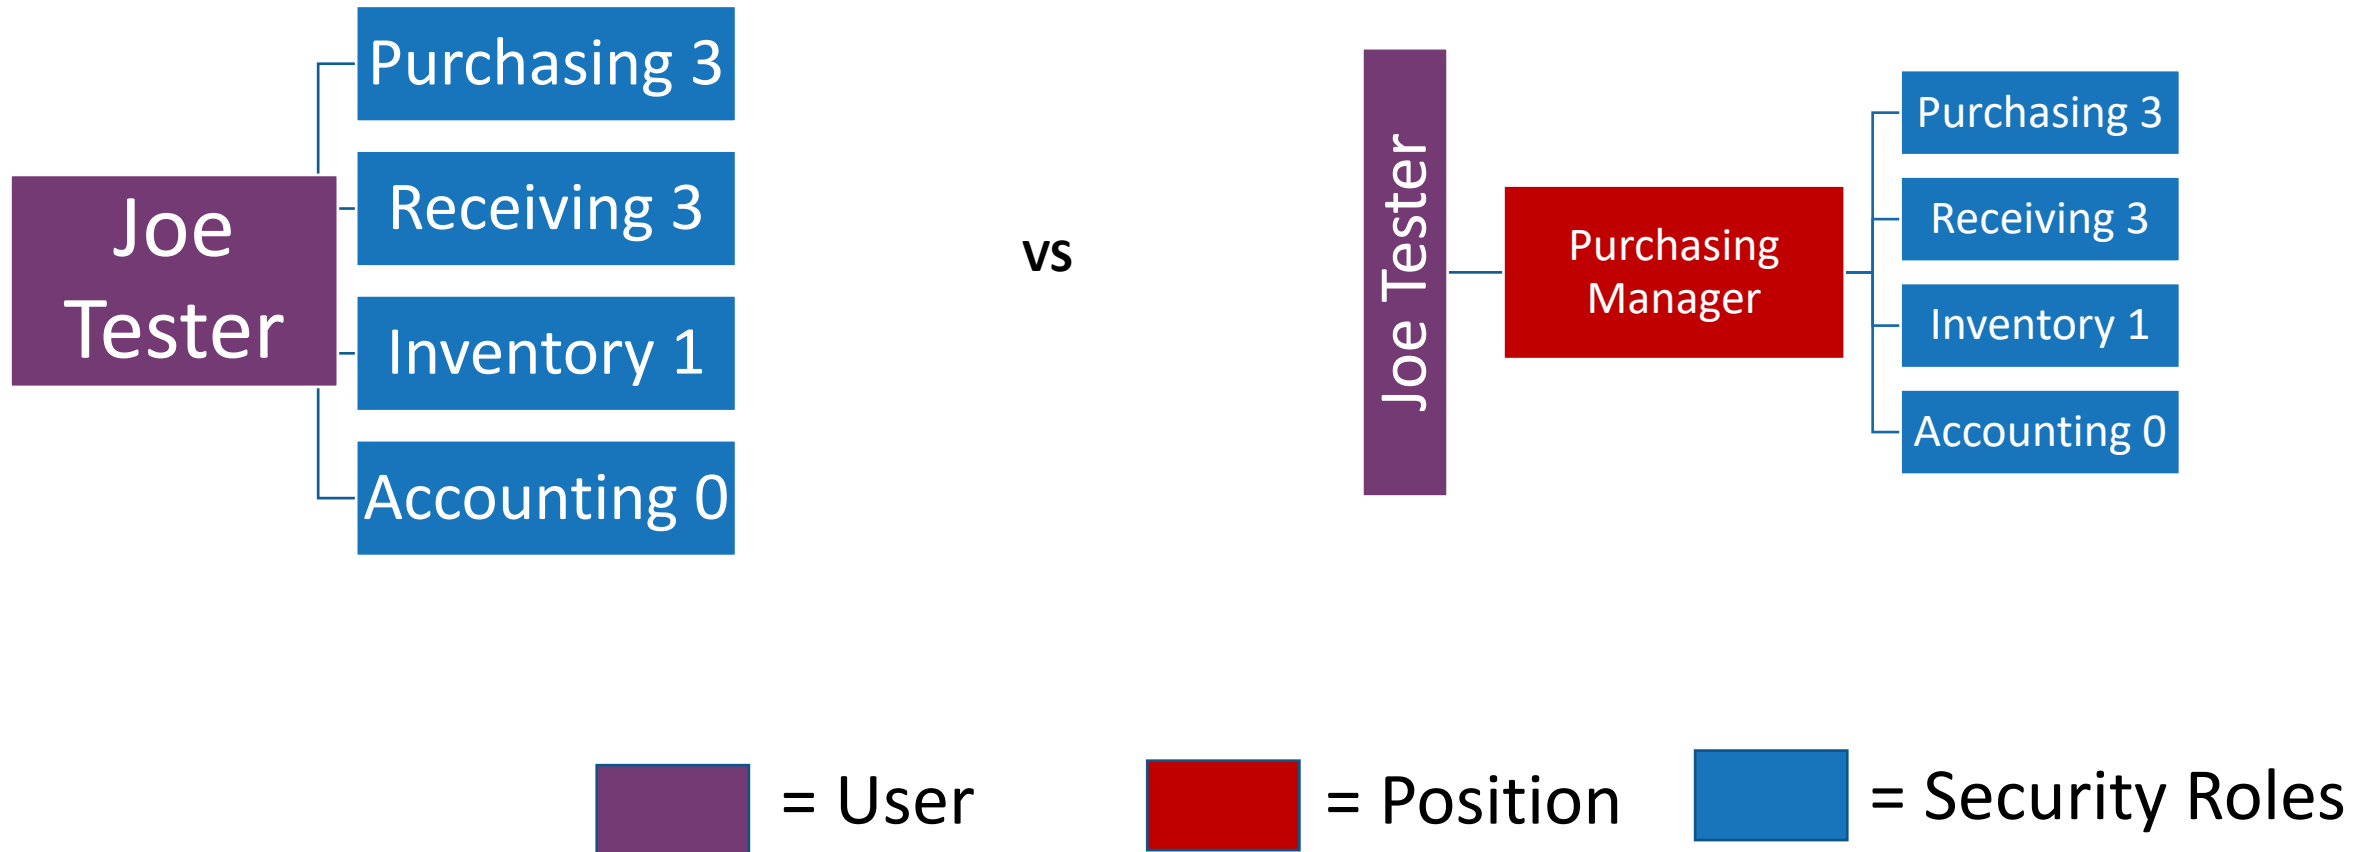 Purchasing 3
Receiving 3
Joe
Tester
Inventory 1
Accounting 0
vs
Joe Tester
Purchasing
Manager
Purchasing 3
Receiving 3
Inventory 1
Accounting 0
= User
= Position
= Security Roles